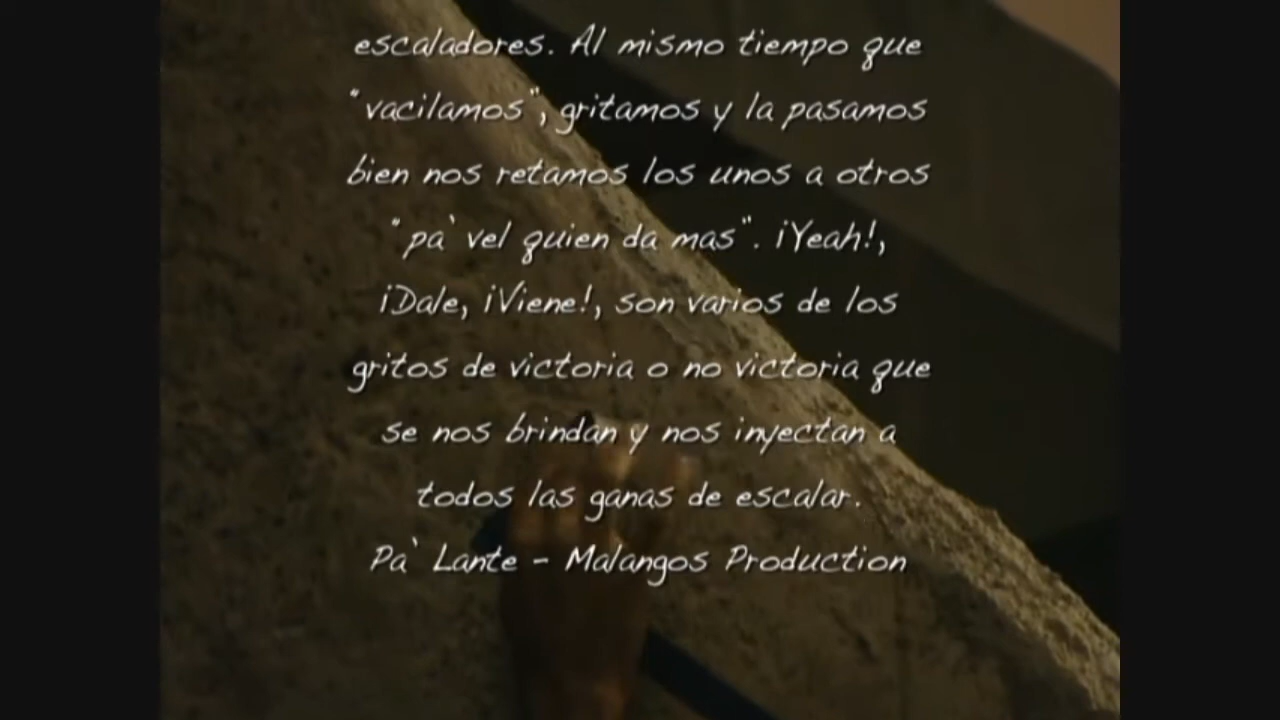 escaladores. Al mismo tiempo que
"vacilamos", gritamos y la pasamos
bien nos retamos los unos a otros
"pa` vel quien da mas". ¡Yeah!,
¡Dale, ¡Viene!, son varios de los
gritos de victoria o no victoria que
se nos brindan y nos inyectan a
todos las ganas de escalar.
Pa` Lante - Malangos Production